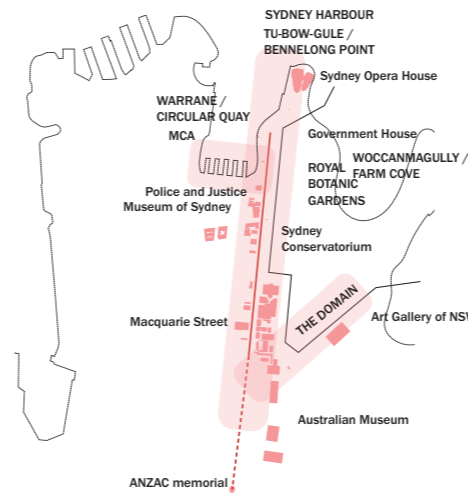 SYDNEY HARBOUR
TU-BOW-GULE /
BENNELONG POINT
Sydney Opera House
WARRANE /
CIRCULAR QUAY
MCA
Government House
WOCCANMAGULLY /
FARM COVE
ROYAL
BOTANIC
GARDENS
Police and Justice
Museum of Sydney
Sydney
Conservatorium
THE DOMAIN
Macquarie Street
Art Gallery of NSW
Australian Museum
ANZAC memorial